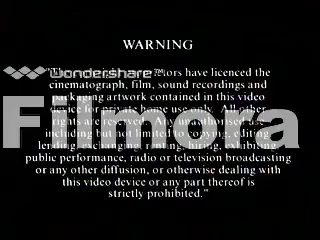 WARNING
"The copyright proprietors have licenced the
cinematograph, film, sound recordings and
packaging artwork contained in this video
device for private home use only. All other
rights are reserved. Any unauthorised use
including but not limited to copying, editing,
lending, exchanging, renting, hiring, exhibiting
public performance, radio or television broadcasting
or any other diffusion, or otherwise dealing with
this video device or any part thereof is
strictly prohibited."
Wondershare™
Filmora